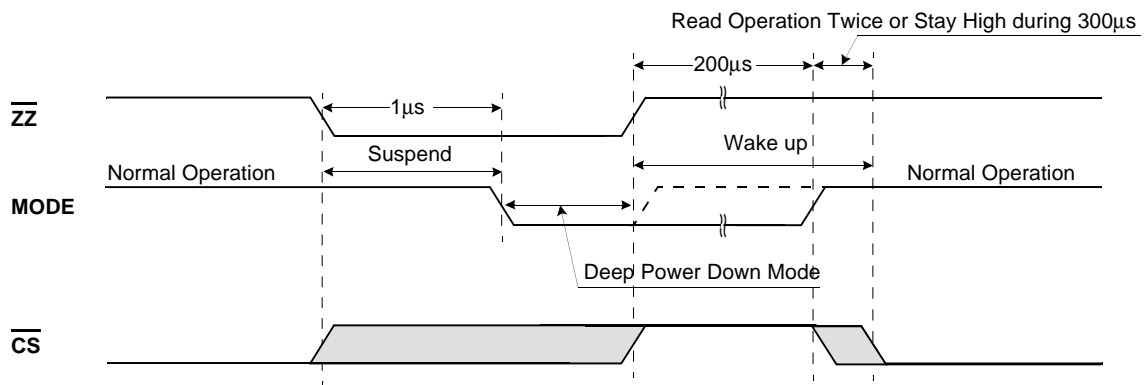 Read Operation Twice or Stay High during 300μs
200μs
ZZ
1μs
Suspend
Wake up
Normal Operation
Normal Operation
MODE
Deep Power Down Mode
CS